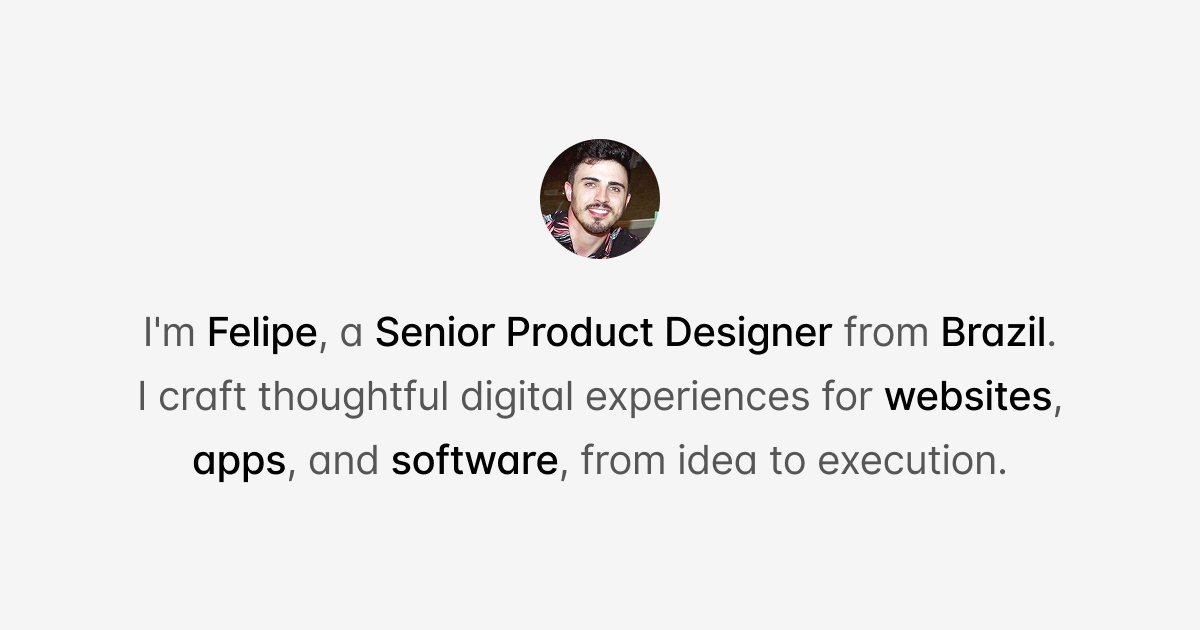 I'm Felipe, a Senior Product Designer from Brazil.
I craft thoughtful digital experiences for websites,
apps, and software, from idea to execution.